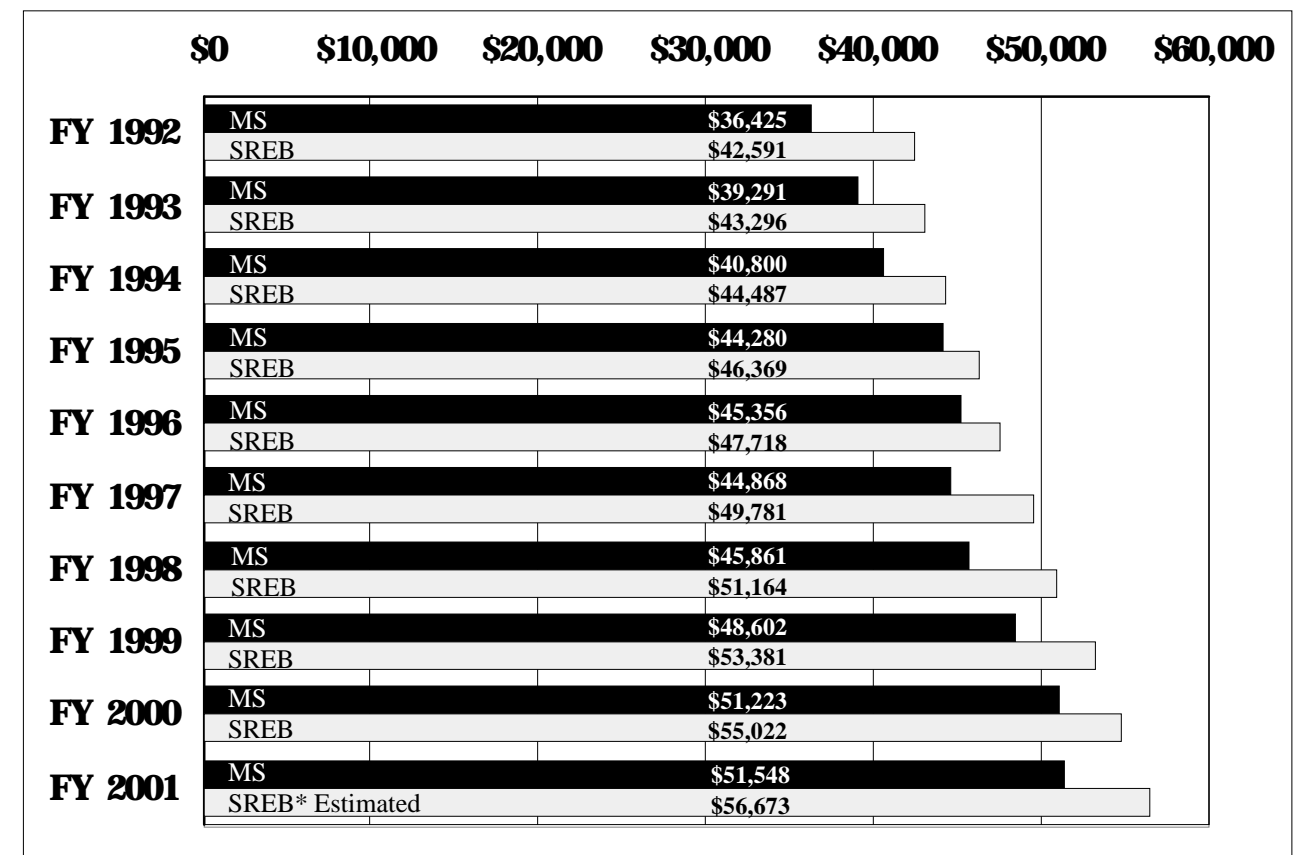 $0 $10,000 $20,000 $30,000 $40,000 $50,000 $60,000
FY 1992
MS $36,425
SREB $42,591
FY 1993
MS $39,291
SREB $43,296
FY 1994
MS $40,800
SREB $44,487
FY 1995
MS $44,280
SREB $46,369
FY 1996
MS $45,356
SREB $47,718
FY 1997
MS $44,868
SREB $49,781
FY 1998
MS $45,861
SREB $51,164
FY 1999
MS $48,602
SREB $53,381
FY 2000
MS $51,223
SREB $55,022
FY 2001
MS $51,548
SREB* Estimated $56,673